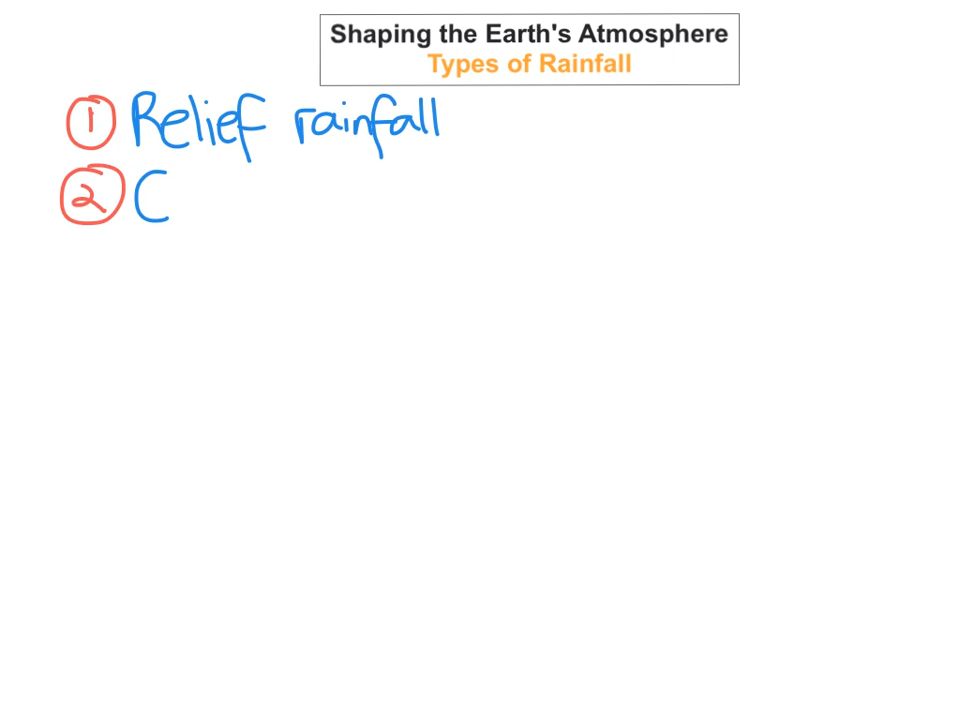 Shaping the Earth's Atmosphere
Types of Rainfall
1 Relief rainfall
2 C